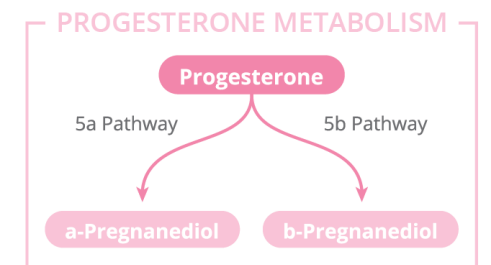 PROGESTERONE METABOLISM
Progesterone
5a Pathway
5b Pathway
a-Pregnanediol
b-Pregnanediol